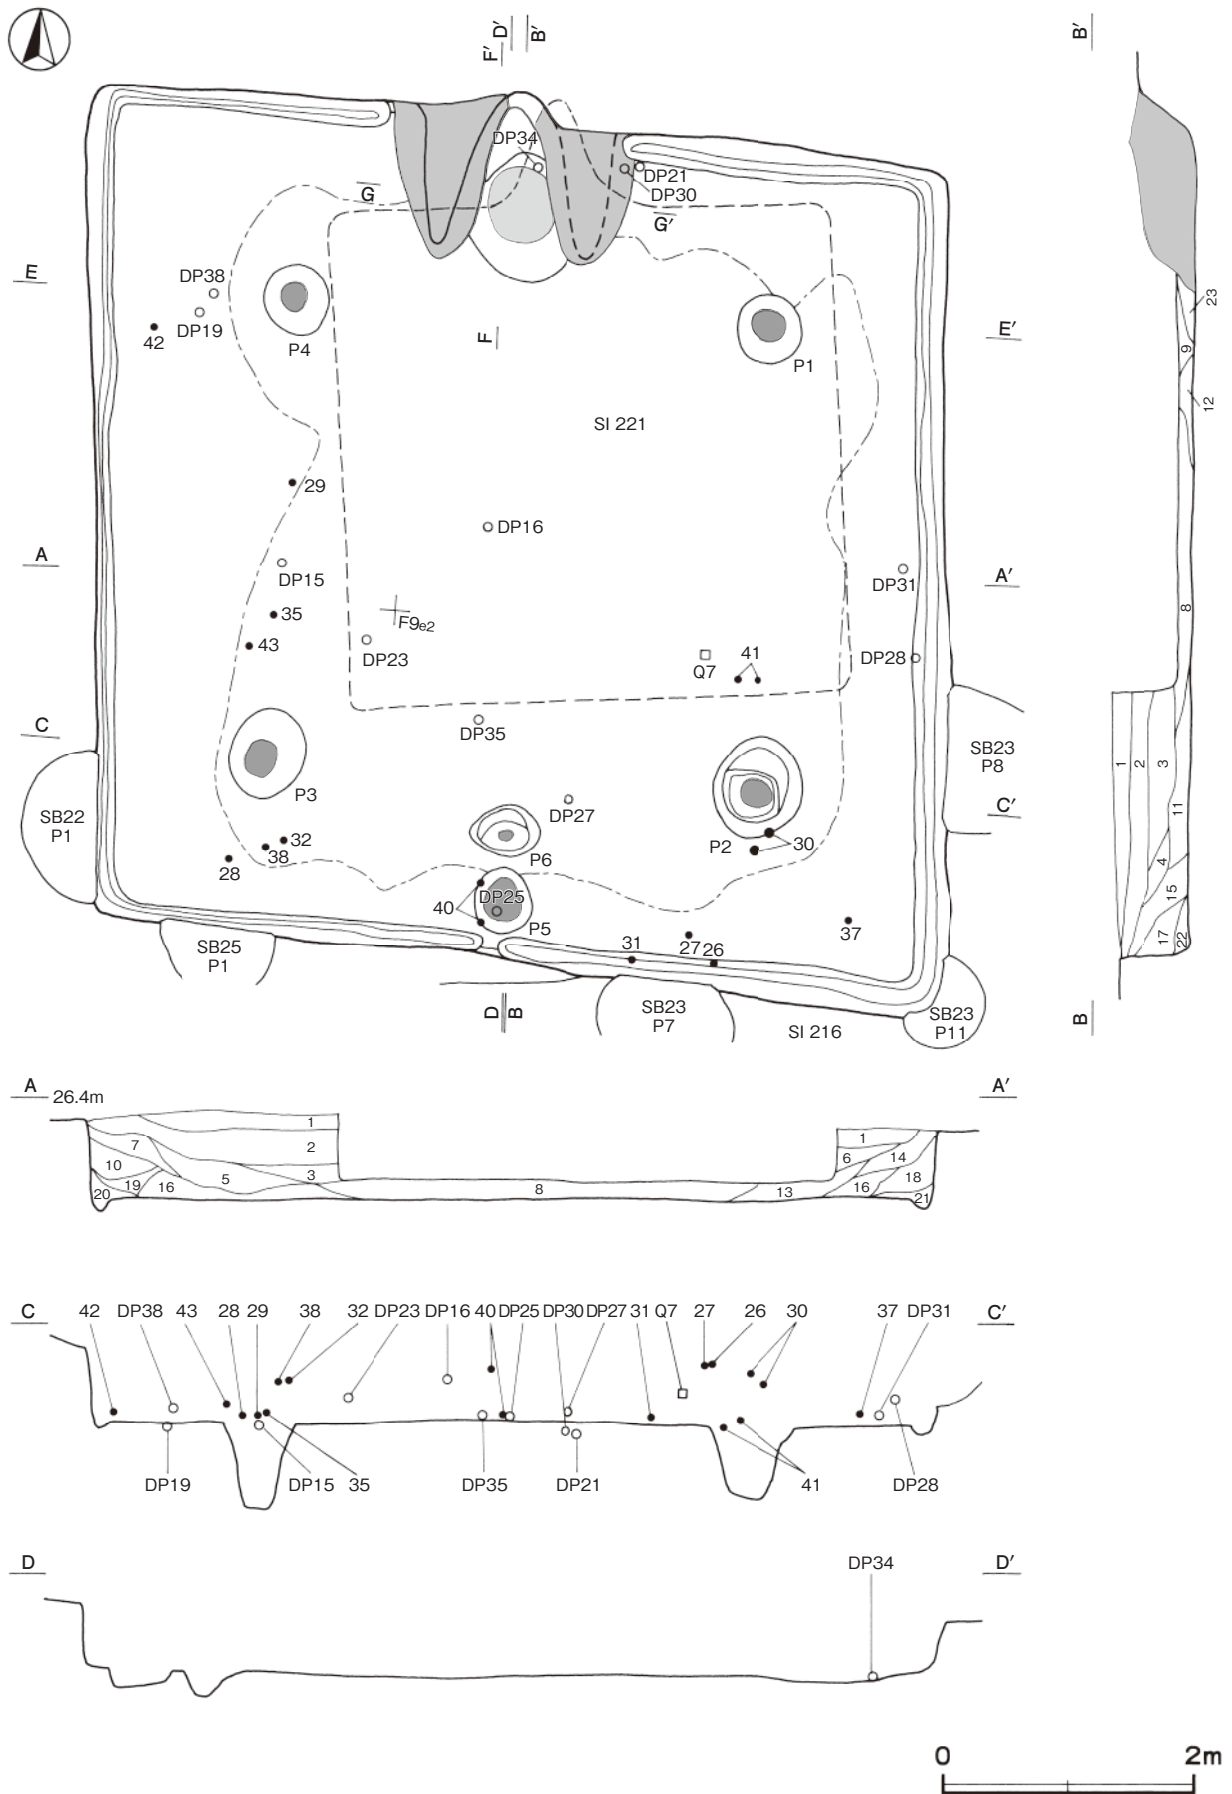 F' D' B'
B'
DP34
DP21
DP30
G
G'
E
DP38
DP19
42
P4
F
P1
E'
23
9
12
SI 221
29
DP16
A
DP15
DP31
A'
35
F9e2
43
DP23
Q7
41
DP28
8
C
DP35
SB23
P8
1 2 3
11
SB22
P1
P3
DP27
C'
32
38
28
P6
P2
30
4
15
40
DP25
P5
37
31
27 26
17 22
SB25
P1
D B
SB23
P7
SI 216
SB23
P11
B
A 26.4m
A'
1
7
2
10
3
5
19
16
20
8
13
1
6
14
18
16
21
C 42 DP38 43 28 29 38 32 DP23 DP16 40 DP25 DP30 DP27 31 Q7 27 26 30 37 DP31 C'
DP19 DP15 35 DP35 DP21 41 DP28
D DP34 D'
0 2m